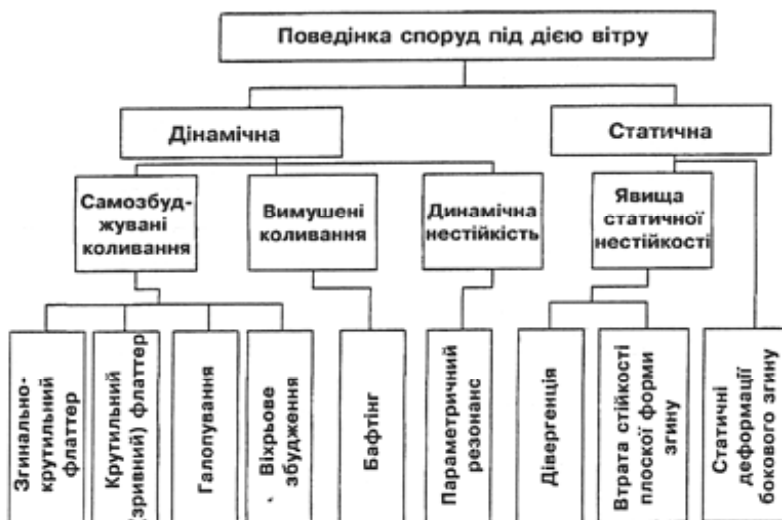 Поведінка споруд під дією вітру
Дінамічна
Статична
Самозбуд-
жувані
коливання
Вимушені
коливання
Динамічна
нестійкість
Явища
статичної
нестійкості
Згинально-
крутильний
флаттер
Крутильний
(зривний) флаттер
Галопування
Віхрьове
збудження
Бафтінг
Параметричний
резонанс
Дівергенція
Втрата стійкості
плоскої форми
згину
Статичні
деформації
бокового згину